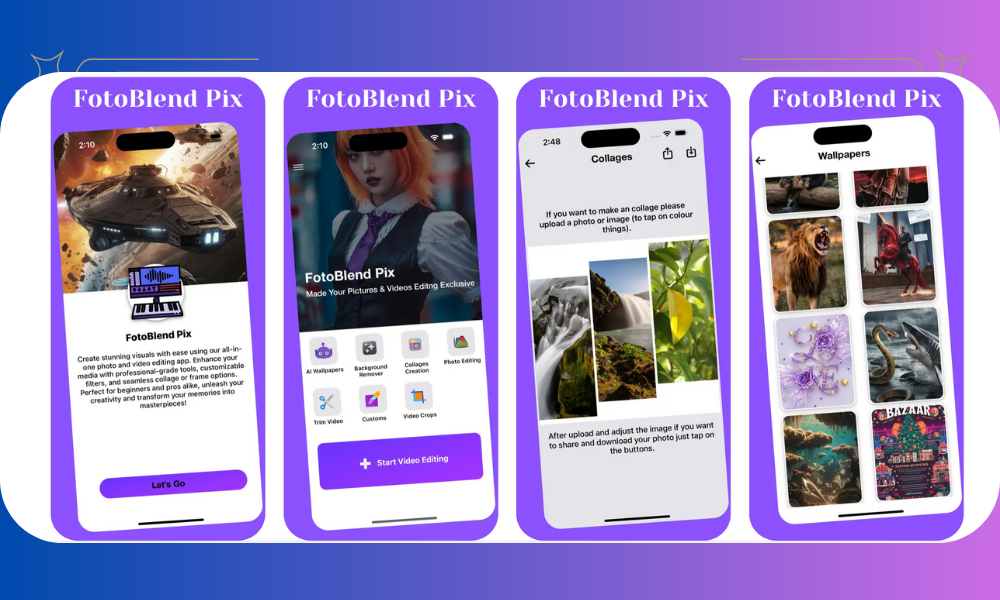 FotoBlend Pix
2:10
FotoBlend Pix
Create stunning visuals with ease using our all-in-
one photo and video editing app. Enhance your
media with professional-grade tools, customizable
filters, and seamless collage or frame options.
Perfect for beginners and pros alike, unleash your
creativity and transform your memories into
masterpieces!
Let's Go
FotoBlend Pix
2:10
FotoBlend Pix
Made Your Pictures & Videos Editng Exclusive
AI Wallpapers
Background
Remover
Collages
Creation
Photo Editing
Trim Video
Customs
Video Crops
Start Video Editing
FotoBlend Pix
2:48
Collages
If you want to make an collage please
upload a photo or image (to tap on colour
things).
After upload and adjust the image if you want
to share and download your photo just tap on
the buttons.
FotoBlend Pix
Wallpapers
BAZAAR